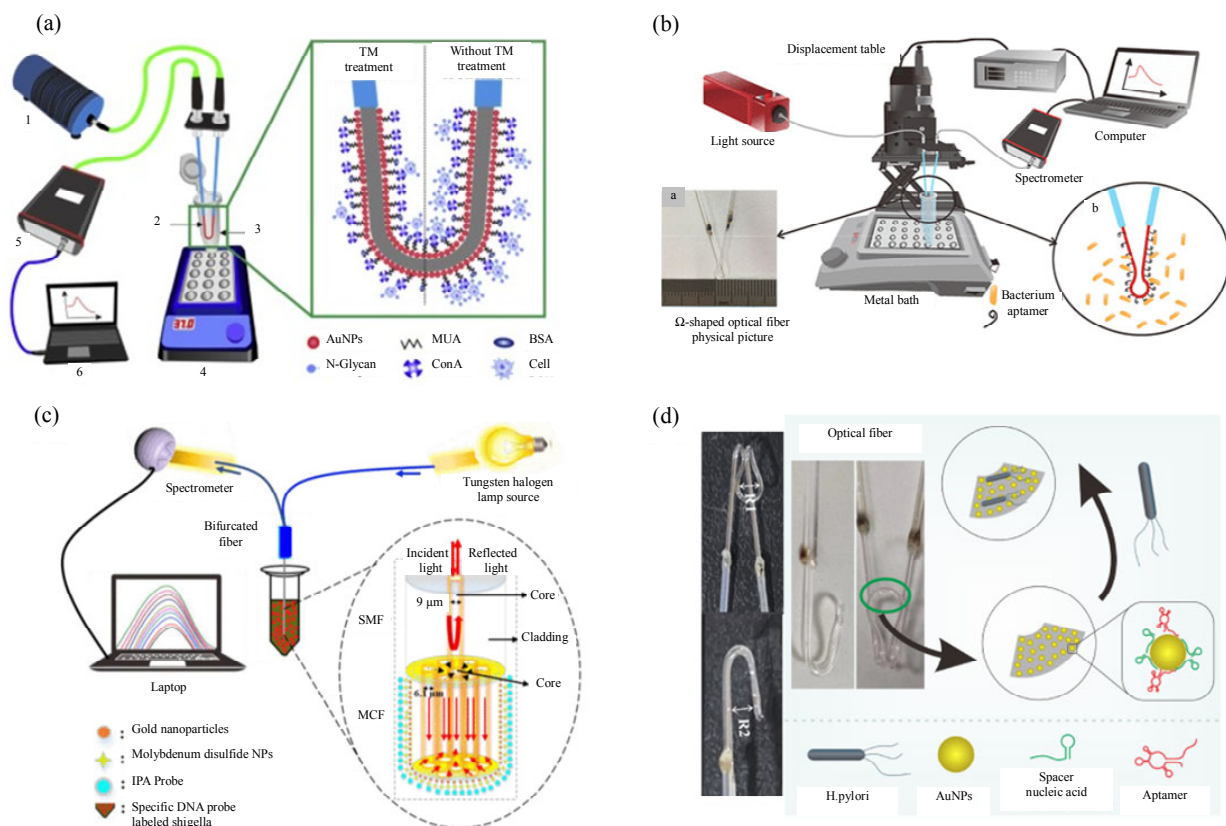 (a)
TM
treatment
Without TM
treatment
1
2
3
5
6
4
AuNPs
MUA
BSA
N-Glycan
ConA
Cell
(b)
Displacement table
Light source
Computer
Spectrometer
a
b
Metal bath
Bacterium
aptamer
Ω-shaped optical fiber
physical picture
(c)
Spectrometer
Tungsten halogen
lamp source
Bifurcated
fiber
Incident
light
Reflected
light
9 μm
Core
SMF
Cladding
Core
6.1 μm
MCF
Laptop
: Gold nanoparticles
: Molybdenum disulfide NPs
: IPA Probe
: Specific DNA probe
labeled shigella
(d)
Optical fiber
R1
R2
H.pylori
AuNPs
Spacer
nucleic acid
Aptamer